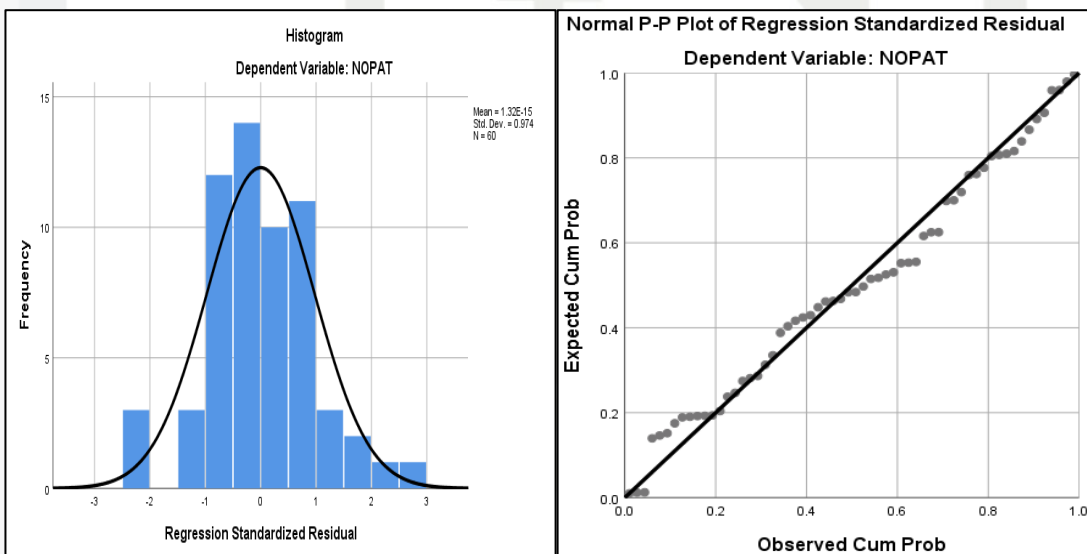 Histogram
Dependent Variable: NOPAT
Mean = 1.32E-15
Std. Dev. = 0.974
N = 60
15
10
5
0
Frequency
-3 -2 -1 0 1 2 3
Regression Standardized Residual
Normal P-P Plot of Regression Standardized Residual
Dependent Variable: NOPAT
1.0
0.8
0.6
0.4
0.2
0.0
Expected Cum Prob
0.0 0.2 0.4 0.6 0.8 1.0
Observed Cum Prob